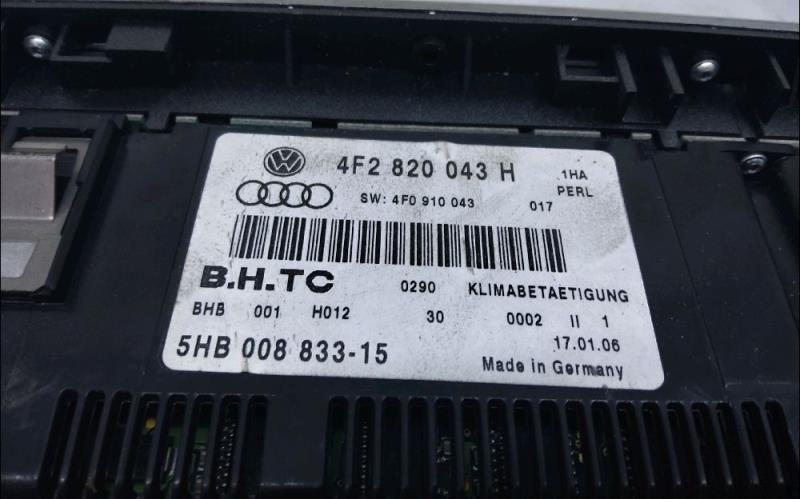 4F2 820 043 H 1HA
PERL
SW: 4F0 910 043 017
B.H.TC 0290 KLIMABETAETIGUNG
BHB 001 H012 30 0002 II 1
17.01.06
5HB 008 833-15 Made in Germany